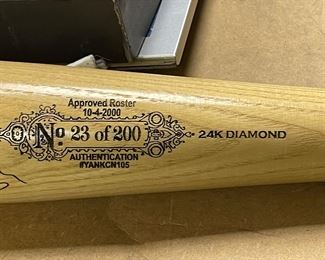 Approved Roster
10-4-2000
No. 23 of 200
AUTHENTICATION
#YANKCN105
24K DIAMOND